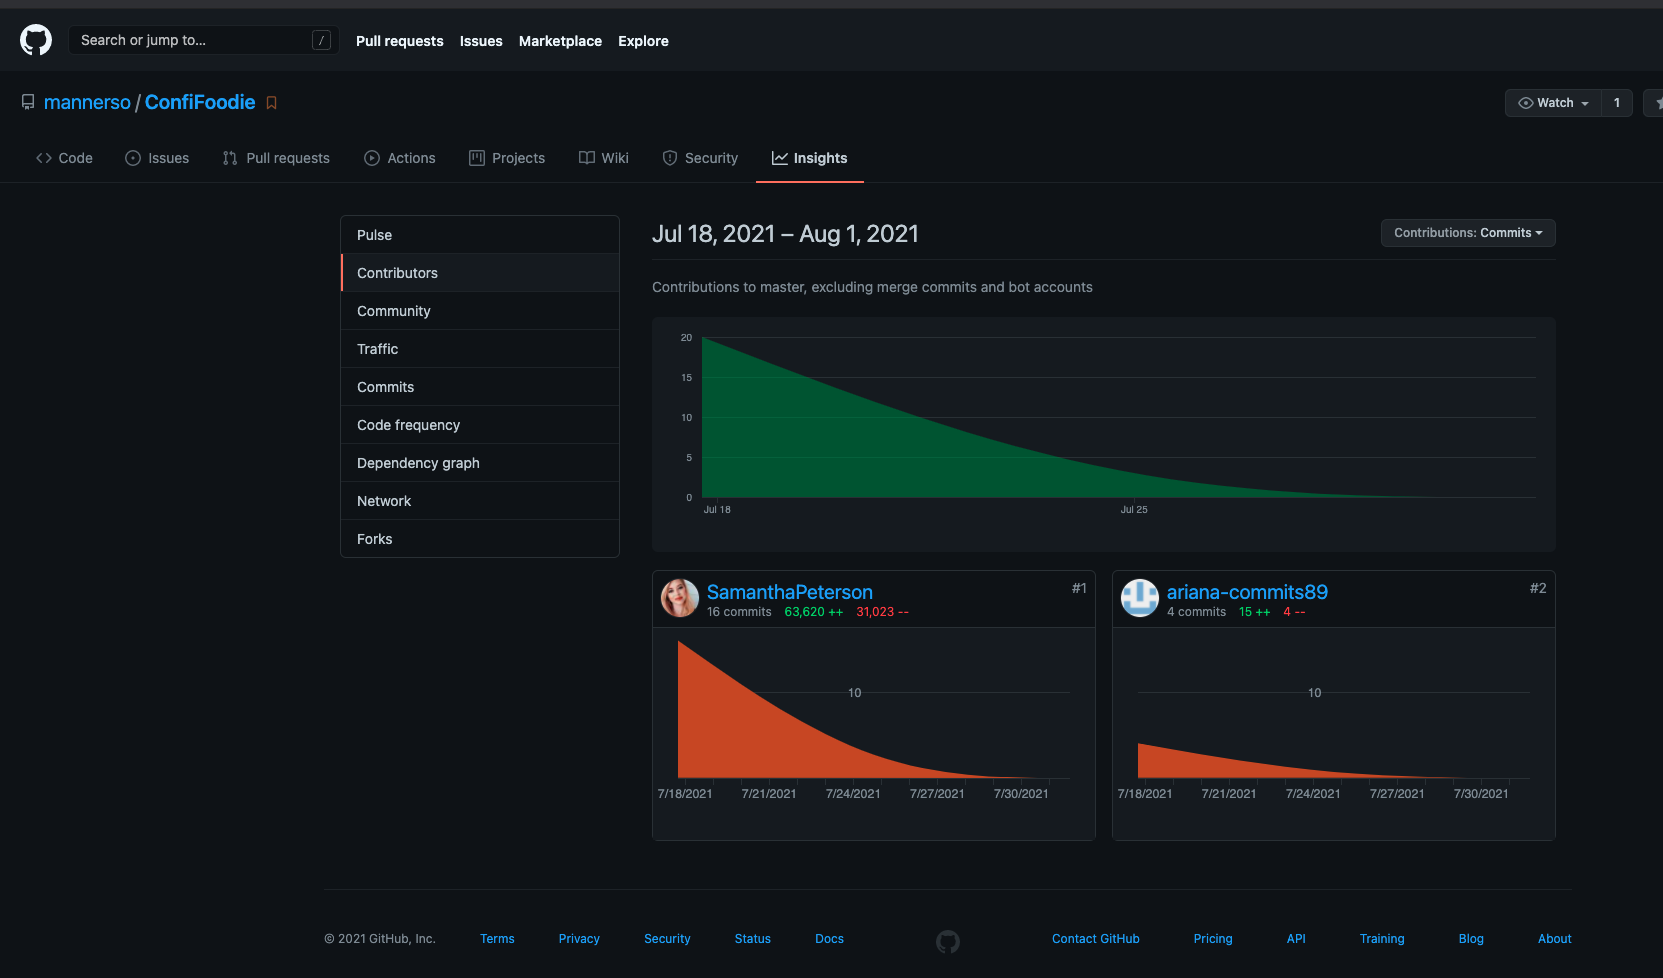 Search or jump to... /
Pull requests Issues Marketplace Explore
mannerso / ConfiFoodie
Watch 1
Code Issues Pull requests Actions Projects Wiki Security Insights
Pulse
Contributors
Community
Traffic
Commits
Code frequency
Dependency graph
Network
Forks
Jul 18, 2021 – Aug 1, 2021
Contributions: Commits
Contributions to master, excluding merge commits and bot accounts
20
15
10
5
0
Jul 18 Jul 25
SamanthaPeterson #1
16 commits 63,620 ++ 31,023 --
10
7/18/2021 7/21/2021 7/24/2021 7/27/2021 7/30/2021
ariana-commits89 #2
4 commits 15 ++ 4 --
10
7/18/2021 7/21/2021 7/24/2021 7/27/2021 7/30/2021
© 2021 GitHub, Inc. Terms Privacy Security Status Docs Contact GitHub Pricing API Training Blog About